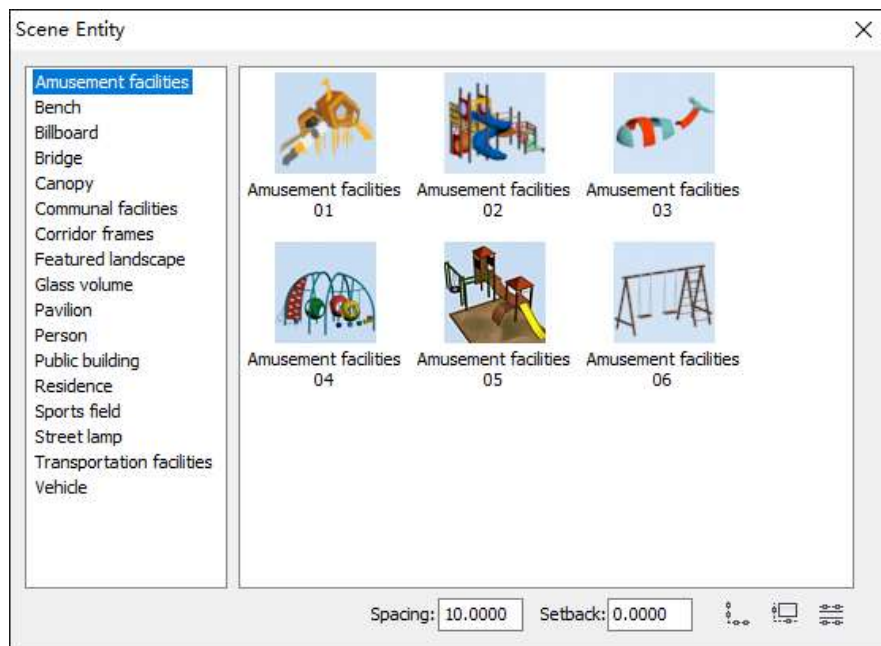 Scene Entity
Amusement facilities
Bench
Billboard
Bridge
Canopy
Communal facilities
Corridor frames
Featured landscape
Glass volume
Pavilion
Person
Public building
Residence
Sports field
Street lamp
Transportation facilities
Vehicle
Amusement facilities 01
Amusement facilities 02
Amusement facilities 03
Amusement facilities 04
Amusement facilities 05
Amusement facilities 06
Spacing: 10.0000 Setback: 0.0000